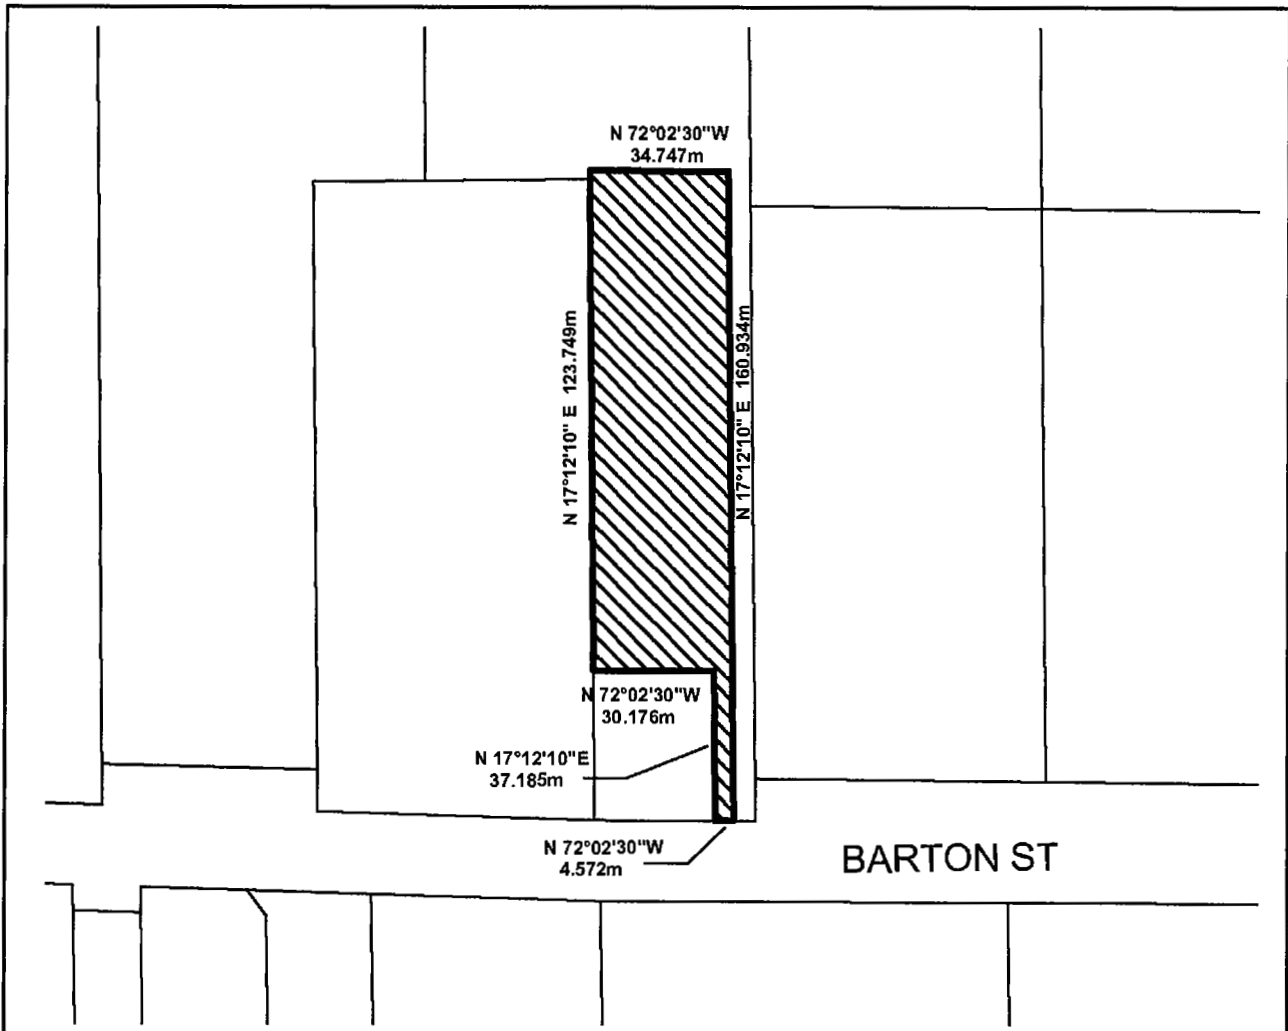 N 72°02'30"W
34.747m
N 17°12'10" E 123.749m
N 17°12'10" E 160.934m
N 72°02'30"W
30.176m
N 17°12'10"E
37.185m
N 72°02'30"W
4.572m
BARTON ST